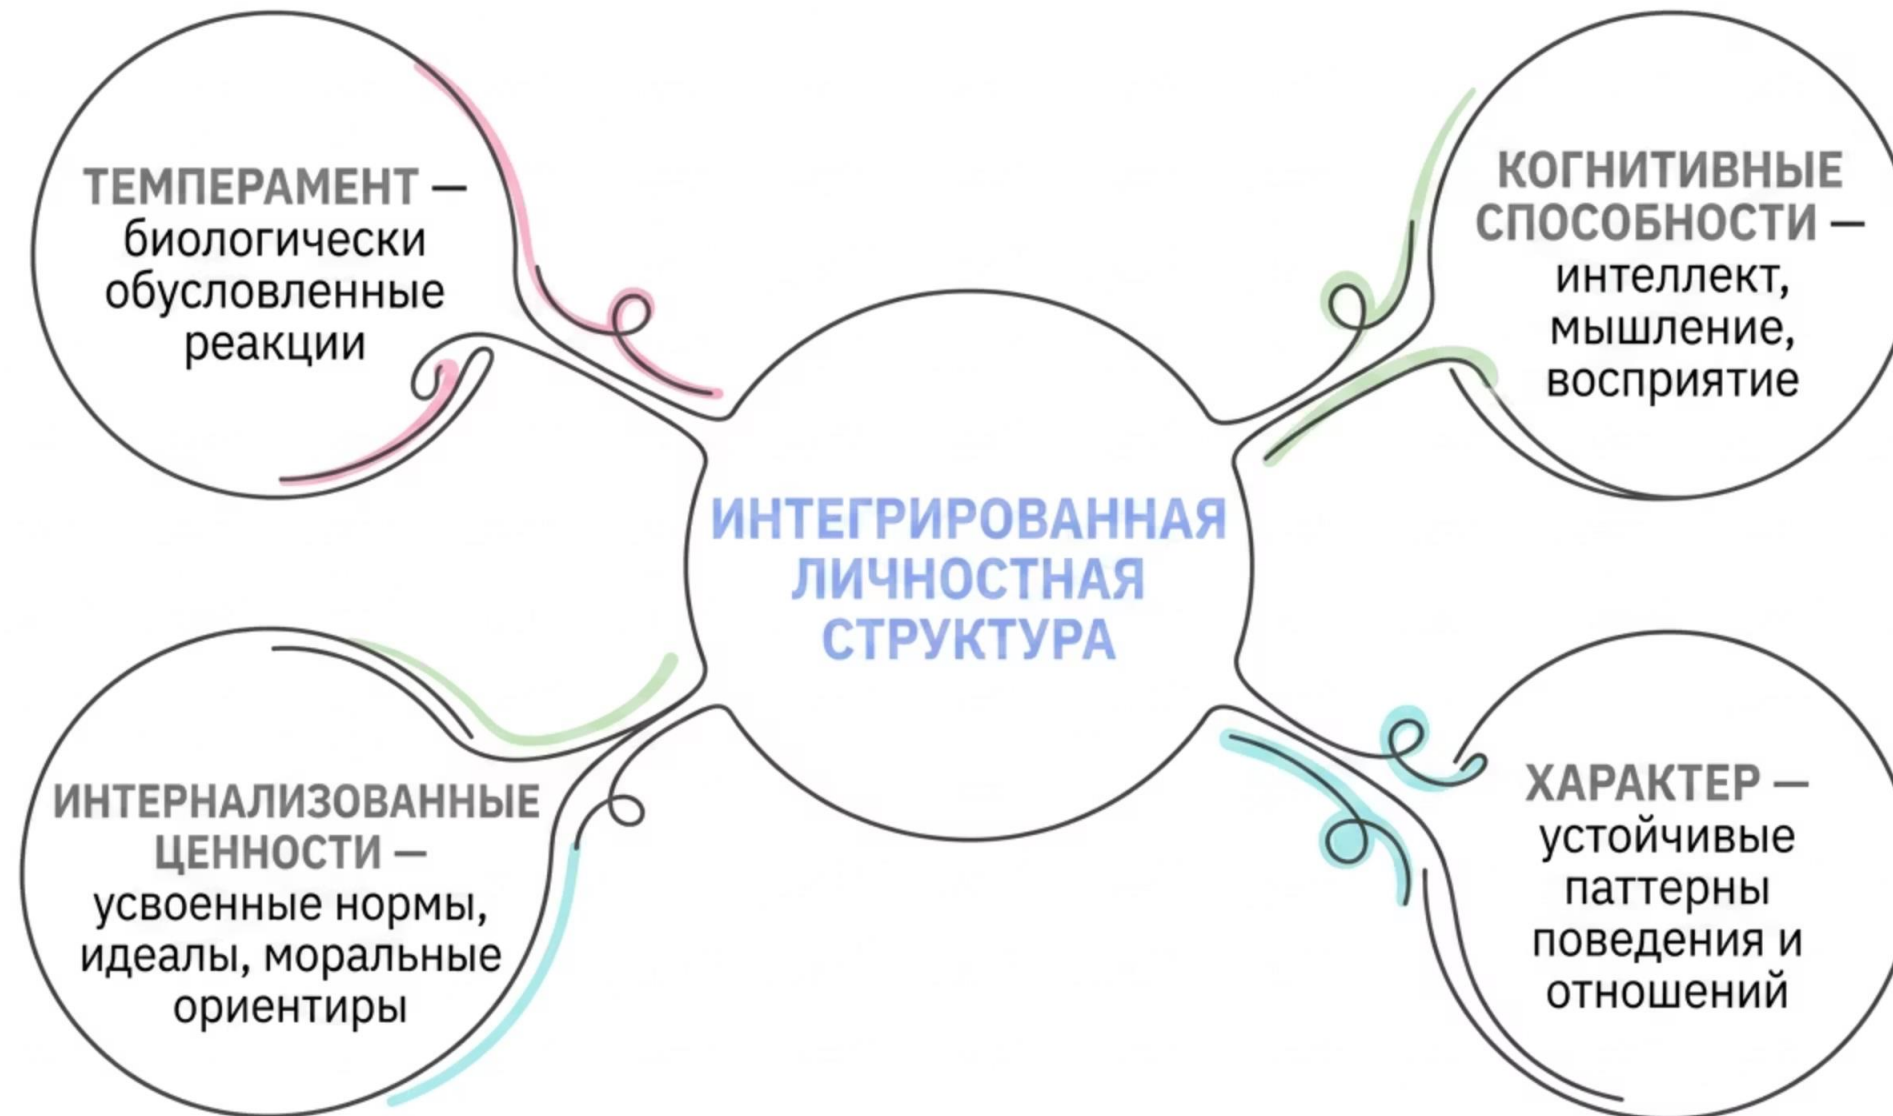 ТЕМПЕРАМЕНТ —
биологически
обусловленные
реакции
КОГНИТИВНЫЕ
СПОСОБНОСТИ —
интеллект,
мышление,
восприятие
ИНТЕГРИРОВАННАЯ
ЛИЧНОСТНАЯ
СТРУКТУРА
ИНТЕРНАЛИЗОВАННЫЕ
ЦЕННОСТИ —
усвоенные нормы,
идеалы, моральные
ориентиры
ХАРАКТЕР —
устойчивые
паттерны
поведения и
отношений